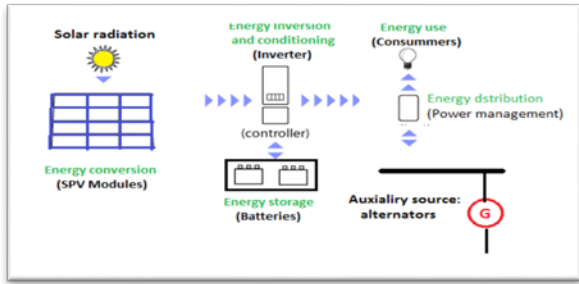 Solar radiation
Energy conversion
(SPV Modules)
Energy inversion
and conditioning
(Inverter)
(controller)
Energy storage
(Batteries)
Energy use
(Consummers)
Energy dstribution
(Power management)
Auxialiry source:
alternators
G